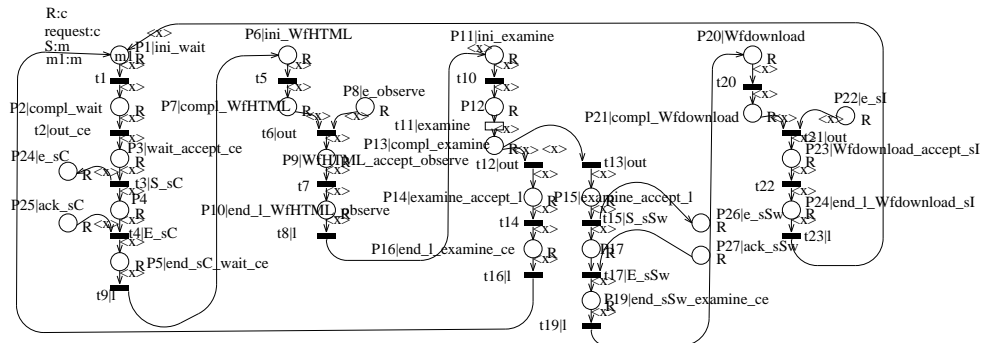 R:c
request:c
S:m
m1:m
m1
P1|ini_wait
<x>
R
<x>
t1
<x>
P2|compl_wait
R
<x>
t2|out_ce
<x>
P3|wait_accept_ce
R
P24|e_sC
R
<x>
<x>
t3|S_sC
<x>
P4
R
P25|ack_sC
R
<x>
<x>
t4|E_sC
<x>
P5|end_sC_wait_ce
R
<x>
t9|l
P6|ini_WfHTML
R
<x>
t5
<x>
P7|compl_WfHTML
R
<x>
P8|e_observe
R
<x>
t6|out
<x>
P9|WfHTML_accept_observe
R
<x>
t7
<x>
P10|end_l_WfHTML_observe
R
<x>
t8|l
P11|ini_examine
<x>
R
<x>
t10
<x>
P12
R
<x>
t11|examine
<x>
P13|compl_examine
R
<x>
<x>
t12|out
<x>
P14|examine_accept_l
R
<x>
t14
<x>
P16|end_l_examine_ce
R
<x>
t16|l
t13|out
<x>
P15|examine_accept_l
R
<x>
t15|S_sSw
<x>
P17
R
<x>
t17|E_sSw
<x>
P19|end_sSw_examine_ce
R
<x>
t19|l
P26|e_sSw
R
P27|ack_sSw
R
P20|Wfdownload
R
<x>
t20
<x>
P21|compl_Wfdownload
R
<x>
P22|e_sI
R
<x>
t21|out
<x>
P23|Wfdownload_accept_sI
R
<x>
t22
<x>
P24|end_l_Wfdownload_sI
R
<x>
t23|l